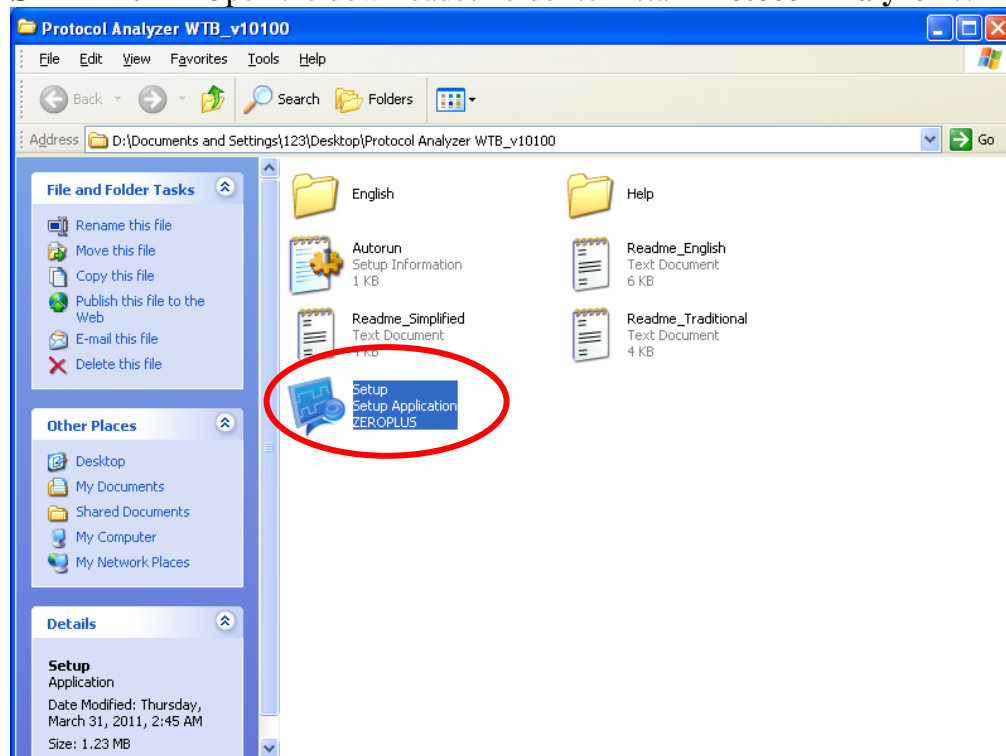 Protocol Analyzer WTB_v10100
File Edit View Favorites Tools Help
Back Search Folders
Address D:\Documents and Settings\123\Desktop\Protocol Analyzer WTB_v10100 Go
File and Folder Tasks
Rename this file
Move this file
Copy this file
Publish this file to the
Web
E-mail this file
Delete this file
Other Places
Desktop
My Documents
Shared Documents
My Computer
My Network Places
Details
Setup
Application
Date Modified: Thursday,
March 31, 2011, 2:45 AM
Size: 1.23 MB
English
Help
Autorun
Setup Information
1 KB
Readme_English
Text Document
6 KB
Readme_Simplified
Text Document
KB
Readme_Traditional
Text Document
4 KB
Setup
Setup Application
ZEROPLUS